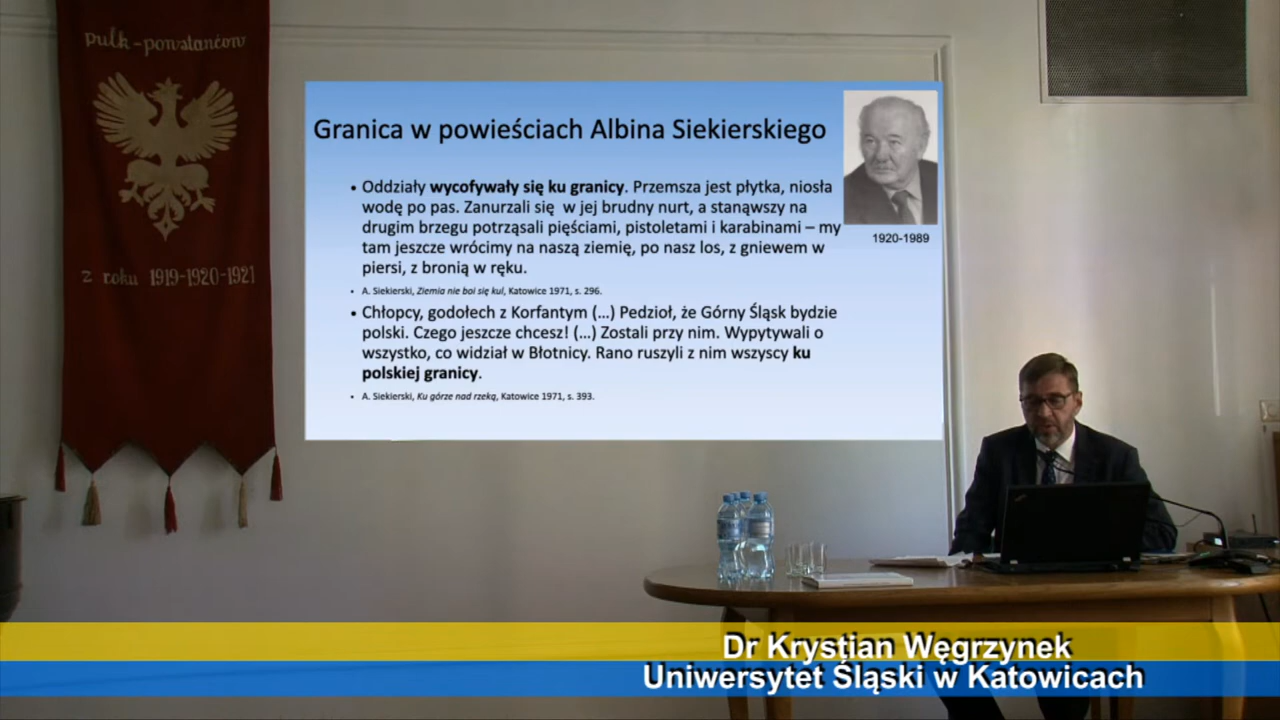 pułk-powstańców
z roku 1919-1920-1921
Granica w powieściach Albina Siekierskiego
• Oddziały wycofywały się ku granicy. Przemsza jest płytka, niosła
wodę po pas. Zanurzali się w jej brudny nurt, a stanąwszy na
drugim brzegu potrząsali pięściami, pistoletami i karabinami – my
tam jeszcze wrócimy na naszą ziemię, po nasz los, z gniewem w
piersi, z bronią w ręku.
• A. Siekierski, Ziemia nie boi się kul, Katowice 1971, s. 296.
• Chłopcy, godołech z Korfantym (...) Pedzioł, że Górny Śląsk bydzie
polski. Czego jeszcze chcesz! (...) Zostali przy nim. Wypytywali o
wszystko, co widział w Błotnicy. Rano ruszyli z nim wszyscy ku
polskiej granicy.
• A. Siekierski, Ku górze nad rzeką, Katowice 1971, s. 393.
1920-1989
Dr Krystian Węgrzynek
Uniwersytet Śląski w Katowicach